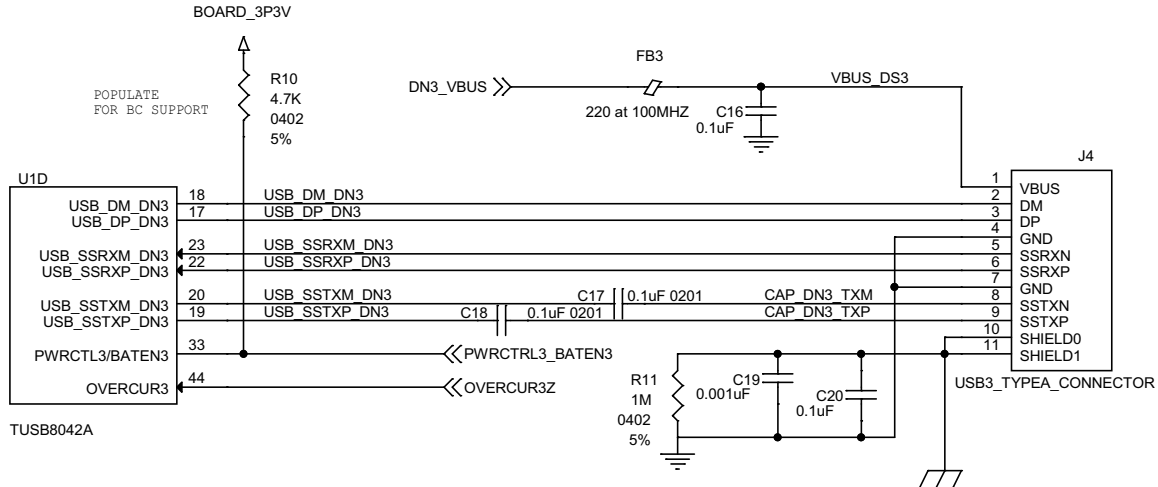 BOARD_3P3V
R10
4.7K
0402
5%
POPULATE
FOR BC SUPPORT
DN3_VBUS
FB3
220 at 100MHZ
VBUS_DS3
C16
0.1uF
J4
U1D
USB_DM_DN3
USB_DP_DN3
USB_SSRXM_DN3
USB_SSRXP_DN3
USB_SSTXM_DN3
USB_SSTXP_DN3
PWRCTL3/BATEN3
OVERCUR3
18
17
23
22
20
19
33
44
USB_DM_DN3
USB_DP_DN3
USB_SSRXM_DN3
USB_SSRXP_DN3
USB_SSTXM_DN3
USB_SSTXP_DN3
C17
0.1uF 0201
C18
0.1uF 0201
CAP_DN3_TXM
CAP_DN3_TXP
PWRCTRL3_BATEN3
OVERCUR3Z
1
2
3
4
5
6
7
8
9
10
11
VBUS
DM
DP
GND
SSRXN
SSRXP
GND
SSTXN
SSTXP
SHIELD0
SHIELD1
USB3_TYPEA_CONNECTOR
R11
1M
0402
5%
C19
0.001uF
C20
0.1uF
TUSB8042A